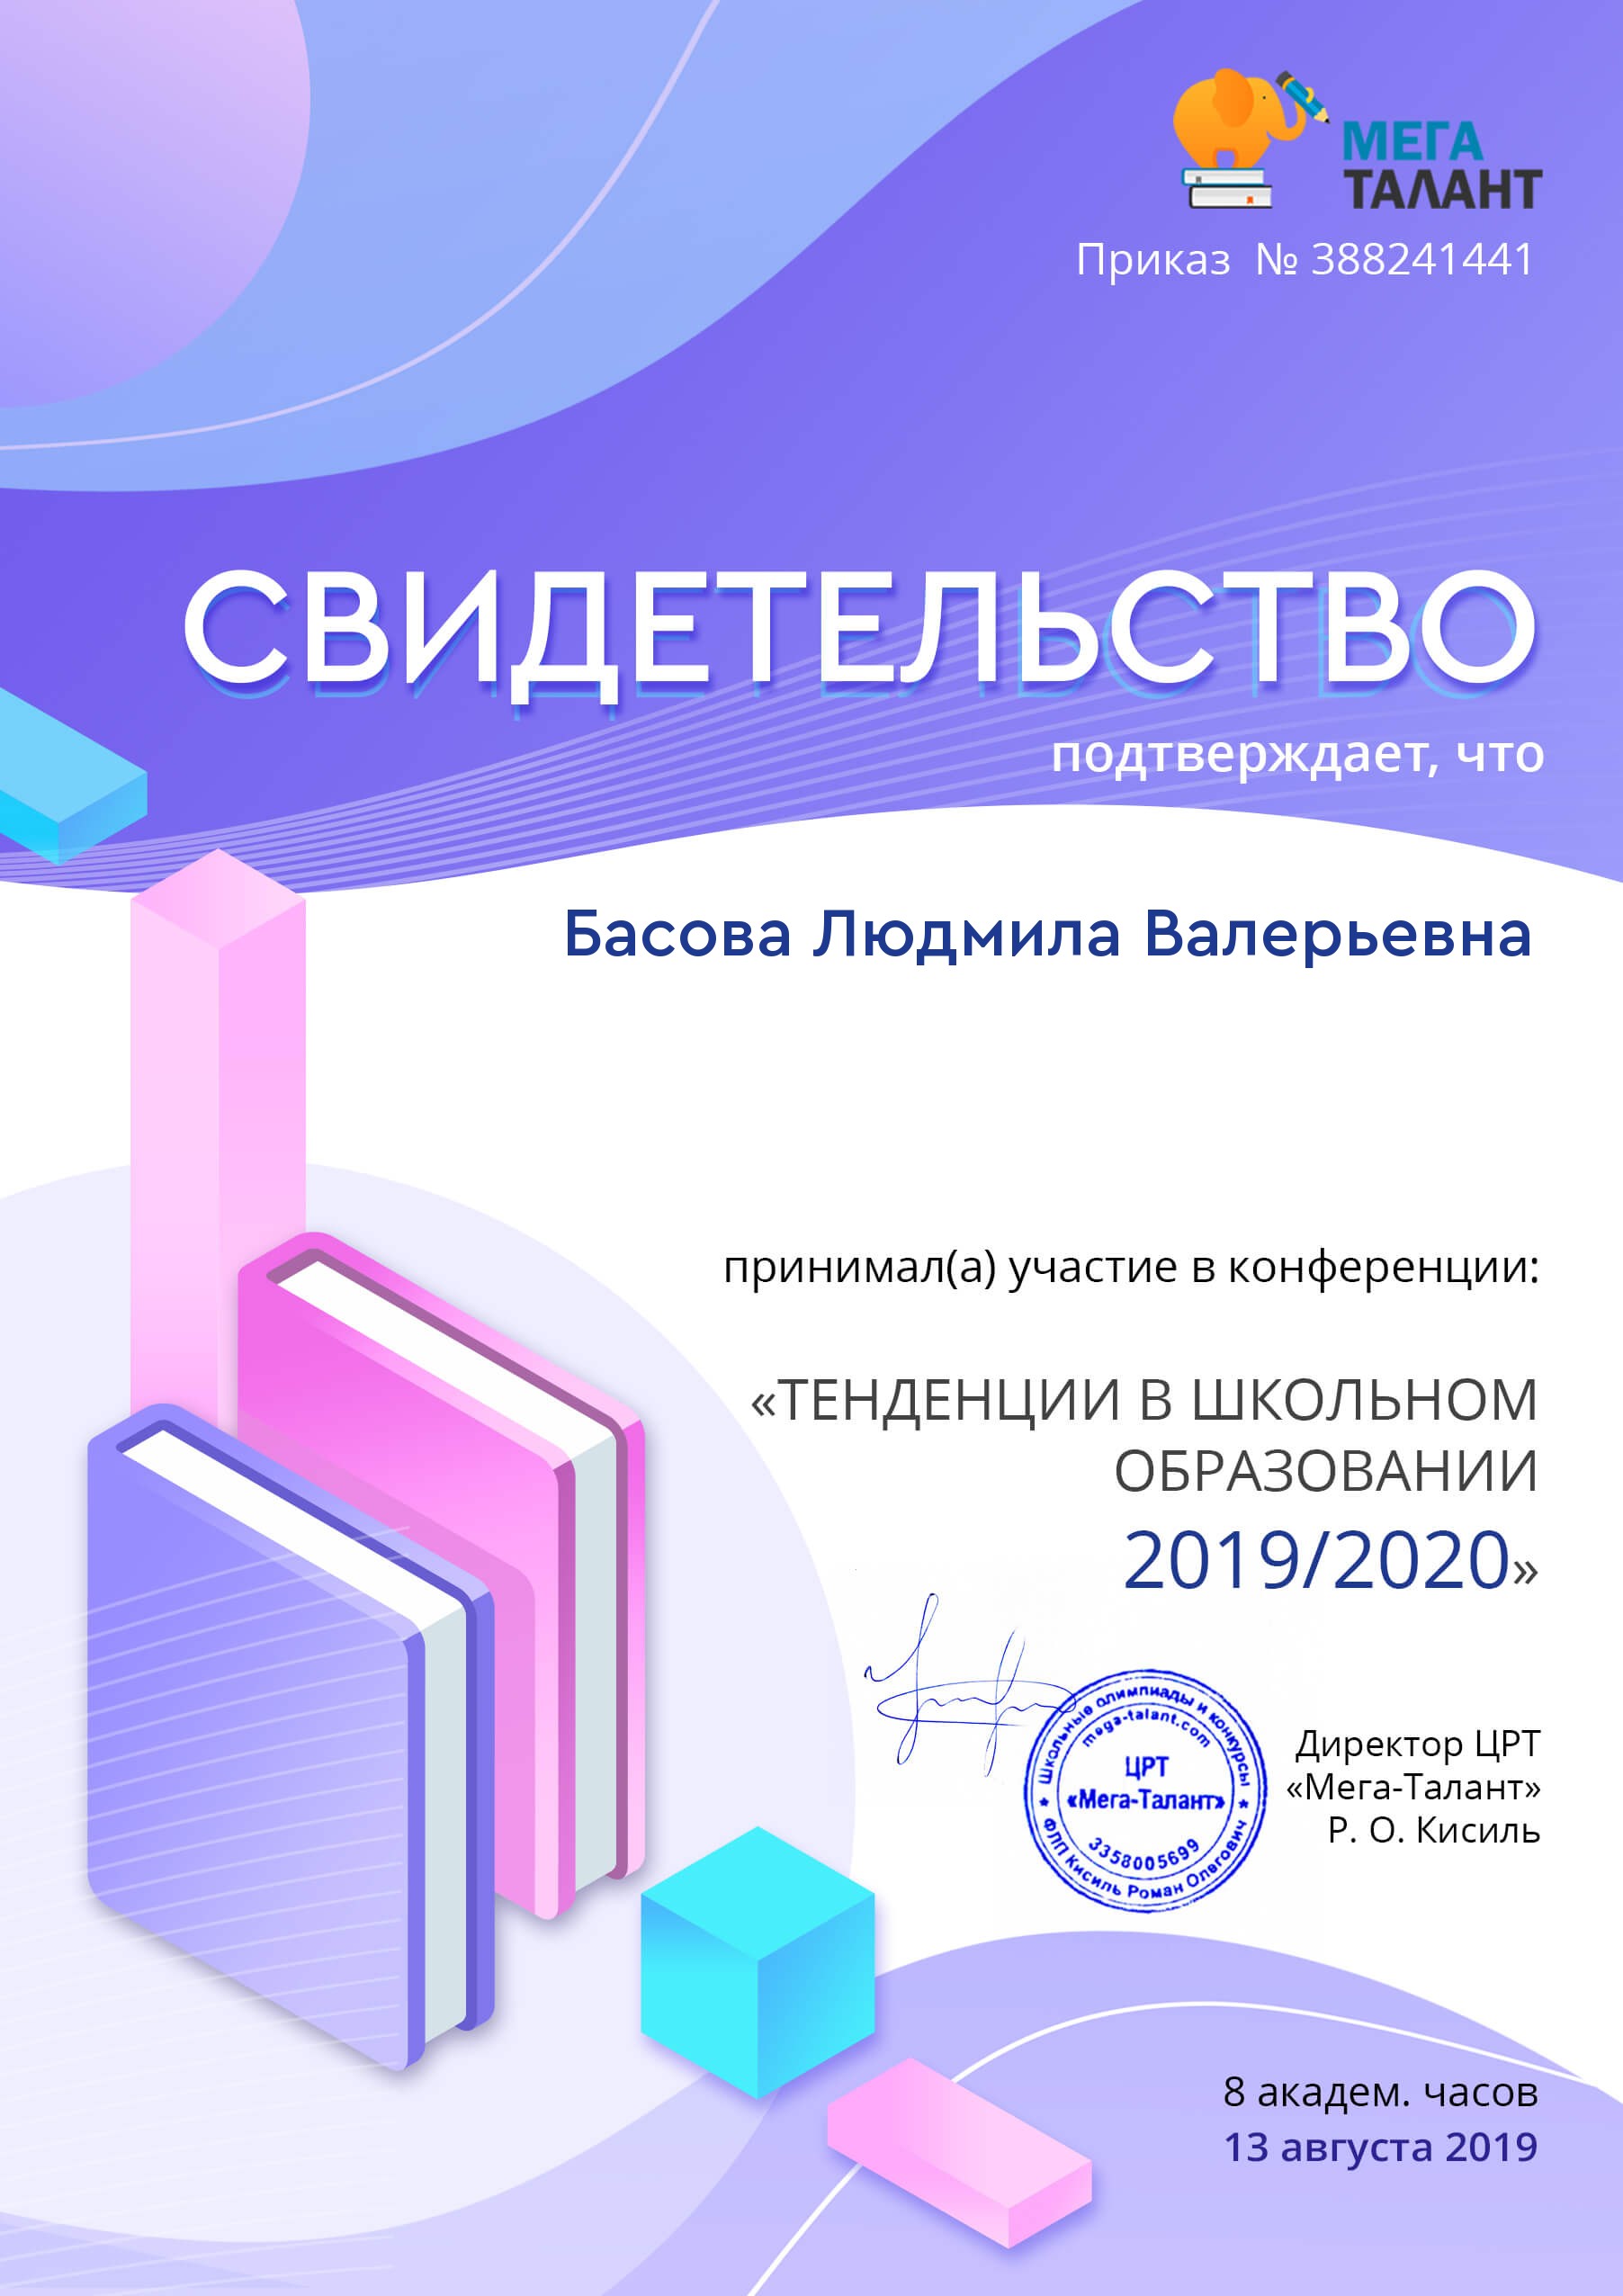 МЕГА
ТАЛАНТ
Приказ № 388241441
СВИДЕТЕЛЬСТВО
подтверждает, что
Басова Людмила Валерьевна
принимал(а) участие в конференции:
«ТЕНДЕНЦИИ В ШКОЛЬНОМ
ОБРАЗОВАНИИ
2019/2020»
Школьные олимпиады и конкурсы
mega-talant.com
ЦРТ
«Мега-Талант»
3358005699
* ФЛП Кисиль Роман Олегович *
Директор ЦРТ
«Мега-Талант»
Р. О. Кисиль
8 академ. часов
13 августа 2019